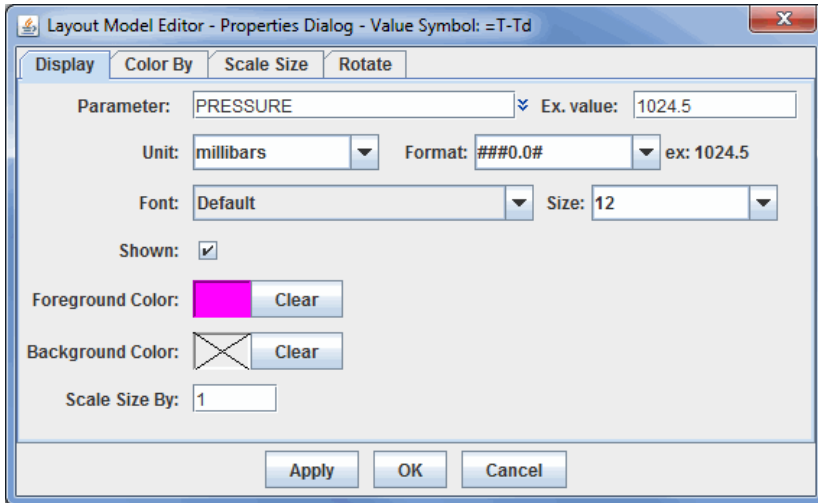 Layout Model Editor - Properties Dialog - Value Symbol: =T-Td
Display Color By Scale Size Rotate
Parameter: PRESSURE Ex. value: 1024.5
Unit: millibars Format: ###0.0# ex: 1024.5
Font: Default Size: 12
Shown:
Foreground Color: Clear
Background Color: Clear
Scale Size By: 1
Apply OK Cancel